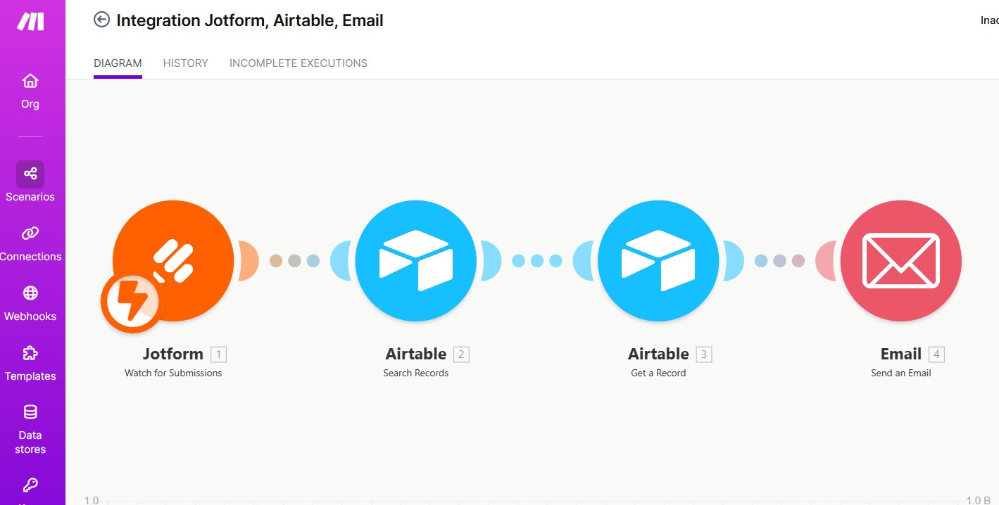 Integration Jotform, Airtable, Email
DIAGRAM
HISTORY
INCOMPLETE EXECUTIONS
Org
Scenarios
Connections
Webhooks
Templates
Data
stores
Jotform 1
Watch for Submissions
Airtable 2
Search Records
Airtable 3
Get a Record
Email 4
Send an Email
1.0
1.0 B